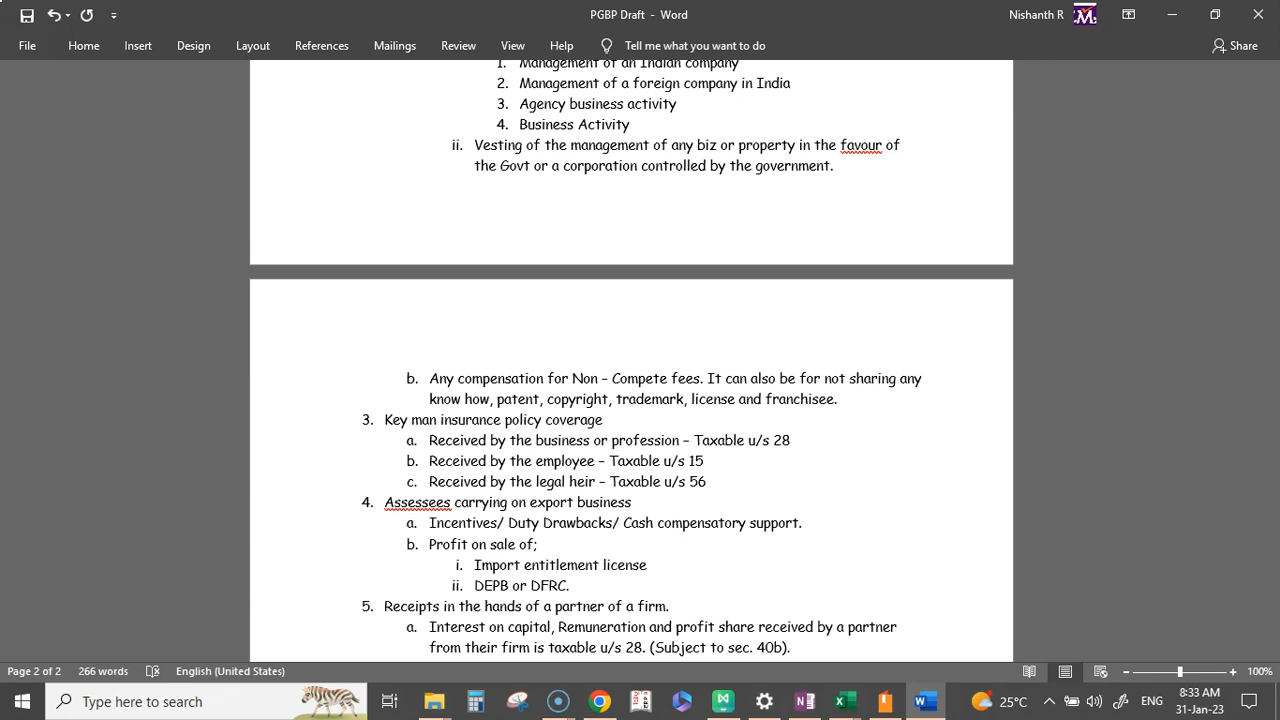 PGBP Draft - Word
Nishanth R
File Home Insert Design Layout References Mailings Review View Help Tell me what you want to do Share
1. Management of an Indian company
2. Management of a foreign company in India
3. Agency business activity
4. Business Activity
ii. Vesting of the management of any biz or property in the favour of
the Govt or a corporation controlled by the government.
b. Any compensation for Non – Compete fees. It can also be for not sharing any
know how, patent, copyright, trademark, license and franchisee.
3. Key man insurance policy coverage
a. Received by the business or profession – Taxable u/s 28
b. Received by the employee – Taxable u/s 15
c. Received by the legal heir – Taxable u/s 56
4. Assessees carrying on export business
a. Incentives/ Duty Drawbacks/ Cash compensatory support.
b. Profit on sale of;
i. Import entitlement license
ii. DEPB or DFRC.
5. Receipts in the hands of a partner of a firm.
a. Interest on capital, Remuneration and profit share received by a partner
from their firm is taxable u/s 28. (Subject to sec. 40b).
Page 2 of 2 266 words English (United States) 100%
Type here to search 25°C ENG 8:33 AM
31-Jan-23